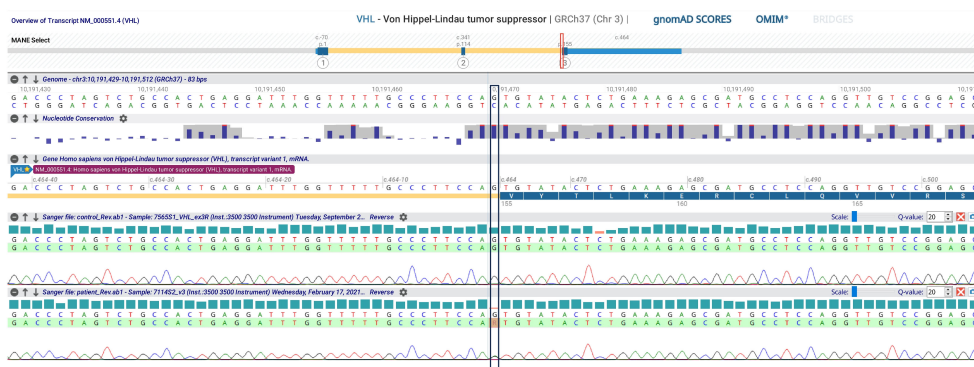 Overview of Transcript NM_000551.4 (VHL)
VHL - Von Hippel-Lindau tumor suppressor | GRCh37 (Chr 3) | gnomAD SCORES OMIM* BRIDGES
MANE Select
c.-70 c.341 c.464
p.1 p.114 p.155
1 2 3
Genome - chr3:10,191,429-10,191,512 (GRCh37) - 83 bps
10,191,430 10,191,440 10,191,450 10,191,460 10,191,470 10,191,480 10,191,490 10,191,500
G A C C C T A G T C T G C C A C T G A G G A T T T G G T T T T T G C C C T T C C A G T G T A T A C T C T G A A A G A G C G A T G C C T C C A G G T T G T C C G G A G
C T G G G A T C A G A C G G T G A C T C C T A A A C C A A A A A C G G G A A G G T C A C A T A T G A G A C T T T C T C G C T A C G G A G G T C C A A C A G G C C T C
Nucleotide Conservation
Gene Homo sapiens von Hippel-Lindau tumor suppressor (VHL), transcript variant 1, mRNA.
VHL NM_000551.4: Homo sapiens von Hippel-Lindau tumor suppressor (VHL), transcript variant 1, mRNA.
c.464-40 c.464-30 c.464-20 c.464-10 c.464 c.470 c.480 c.490 c.500
G A C C C T A G T C T G C C A C T G A G G A T T T G G T T T T T G C C C T T C C A G T G T A T A C T C T G A A A G A G C G A T G C C T C C A G G T T G T C C G G A G
V Y T L K E R C L Q V V R S
155 160 165
Sanger file: control_Rev.ab1 - Sample: 7565S1_VHL_ex3R (Inst.:3500 3500 Instrument) Tuesday, September 2... Reverse Scale: Q-value: 20
G A C C C T A G T C T G C C A C T G A G G A T T T G G T T T T T G C C C T T C C A G T G T A T A C T C T G A A A G A G C G A T G C C T C C A G G T T G T C C G G A G
G A C C C T A G T C T G C C A C T G A G G A T T T G G T T T T T G C C C T T C C A G T G T A T A C T C T G A A A G A G C G A T G C C T C C A G G T T G T C C G G A G
Sanger file: patient_Rev.ab1 - Sample: 7114S2_x3 (Inst.:3500 3500 Instrument) Wednesday, February 17, 2021... Reverse Scale: Q-value: 20
G A C C C T A G T C T G C C A C T G A G G A T T T G G T T T T T G C C C T T C C A G T G T A T A C T C T G A A A G A G C G A T G C C T C C A G G T T G T C C G G A G
G A C C C T A G T C T G C C A C T G A G G A T T T G G T T T T T G C C C T T C C A T G T A T A C T C T G A A A G A G C G A T G C C T C C A G G T T G T C C G G A G